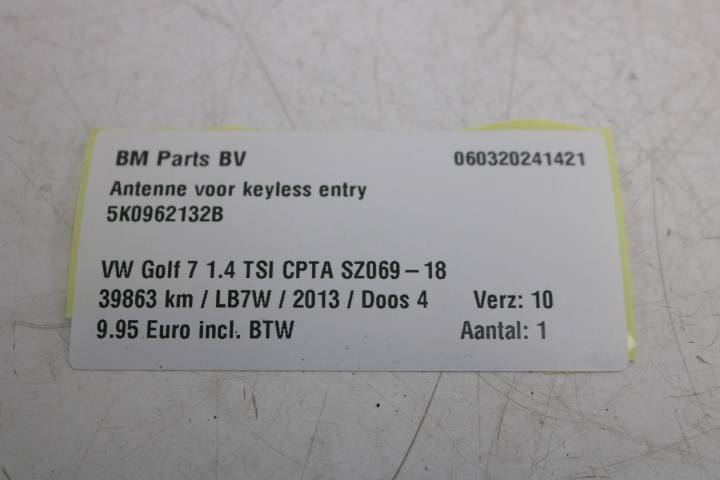 BM Parts BV 060320241421
Antenne voor keyless entry
5K0962132B
VW Golf 7 1.4 TSI CPTA SZ069-18
39863 km / LB7W / 2013 / Doos 4 Verz: 10
9.95 Euro incl. BTW Aantal: 1